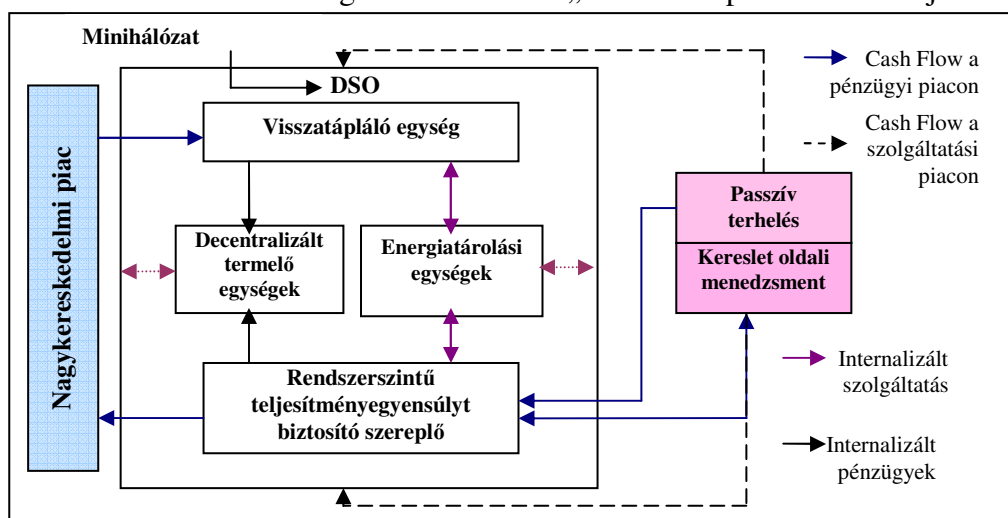 Minihálózat
DSO
Visszatápláló egység
Nagykereskedelmi piac
Decentralizált
termelő
egységek
Energiatárolási
egységek
Rendszerszintű
teljesítményegyensúlyt
biztosító szereplő
Passzív
terhelés
Kereslet oldali
menedzsment
Cash Flow a
pénzügyi piacon
Cash Flow a
szolgáltatási
piacon
Internalizált
szolgáltatás
Internalizált
pénzügyek